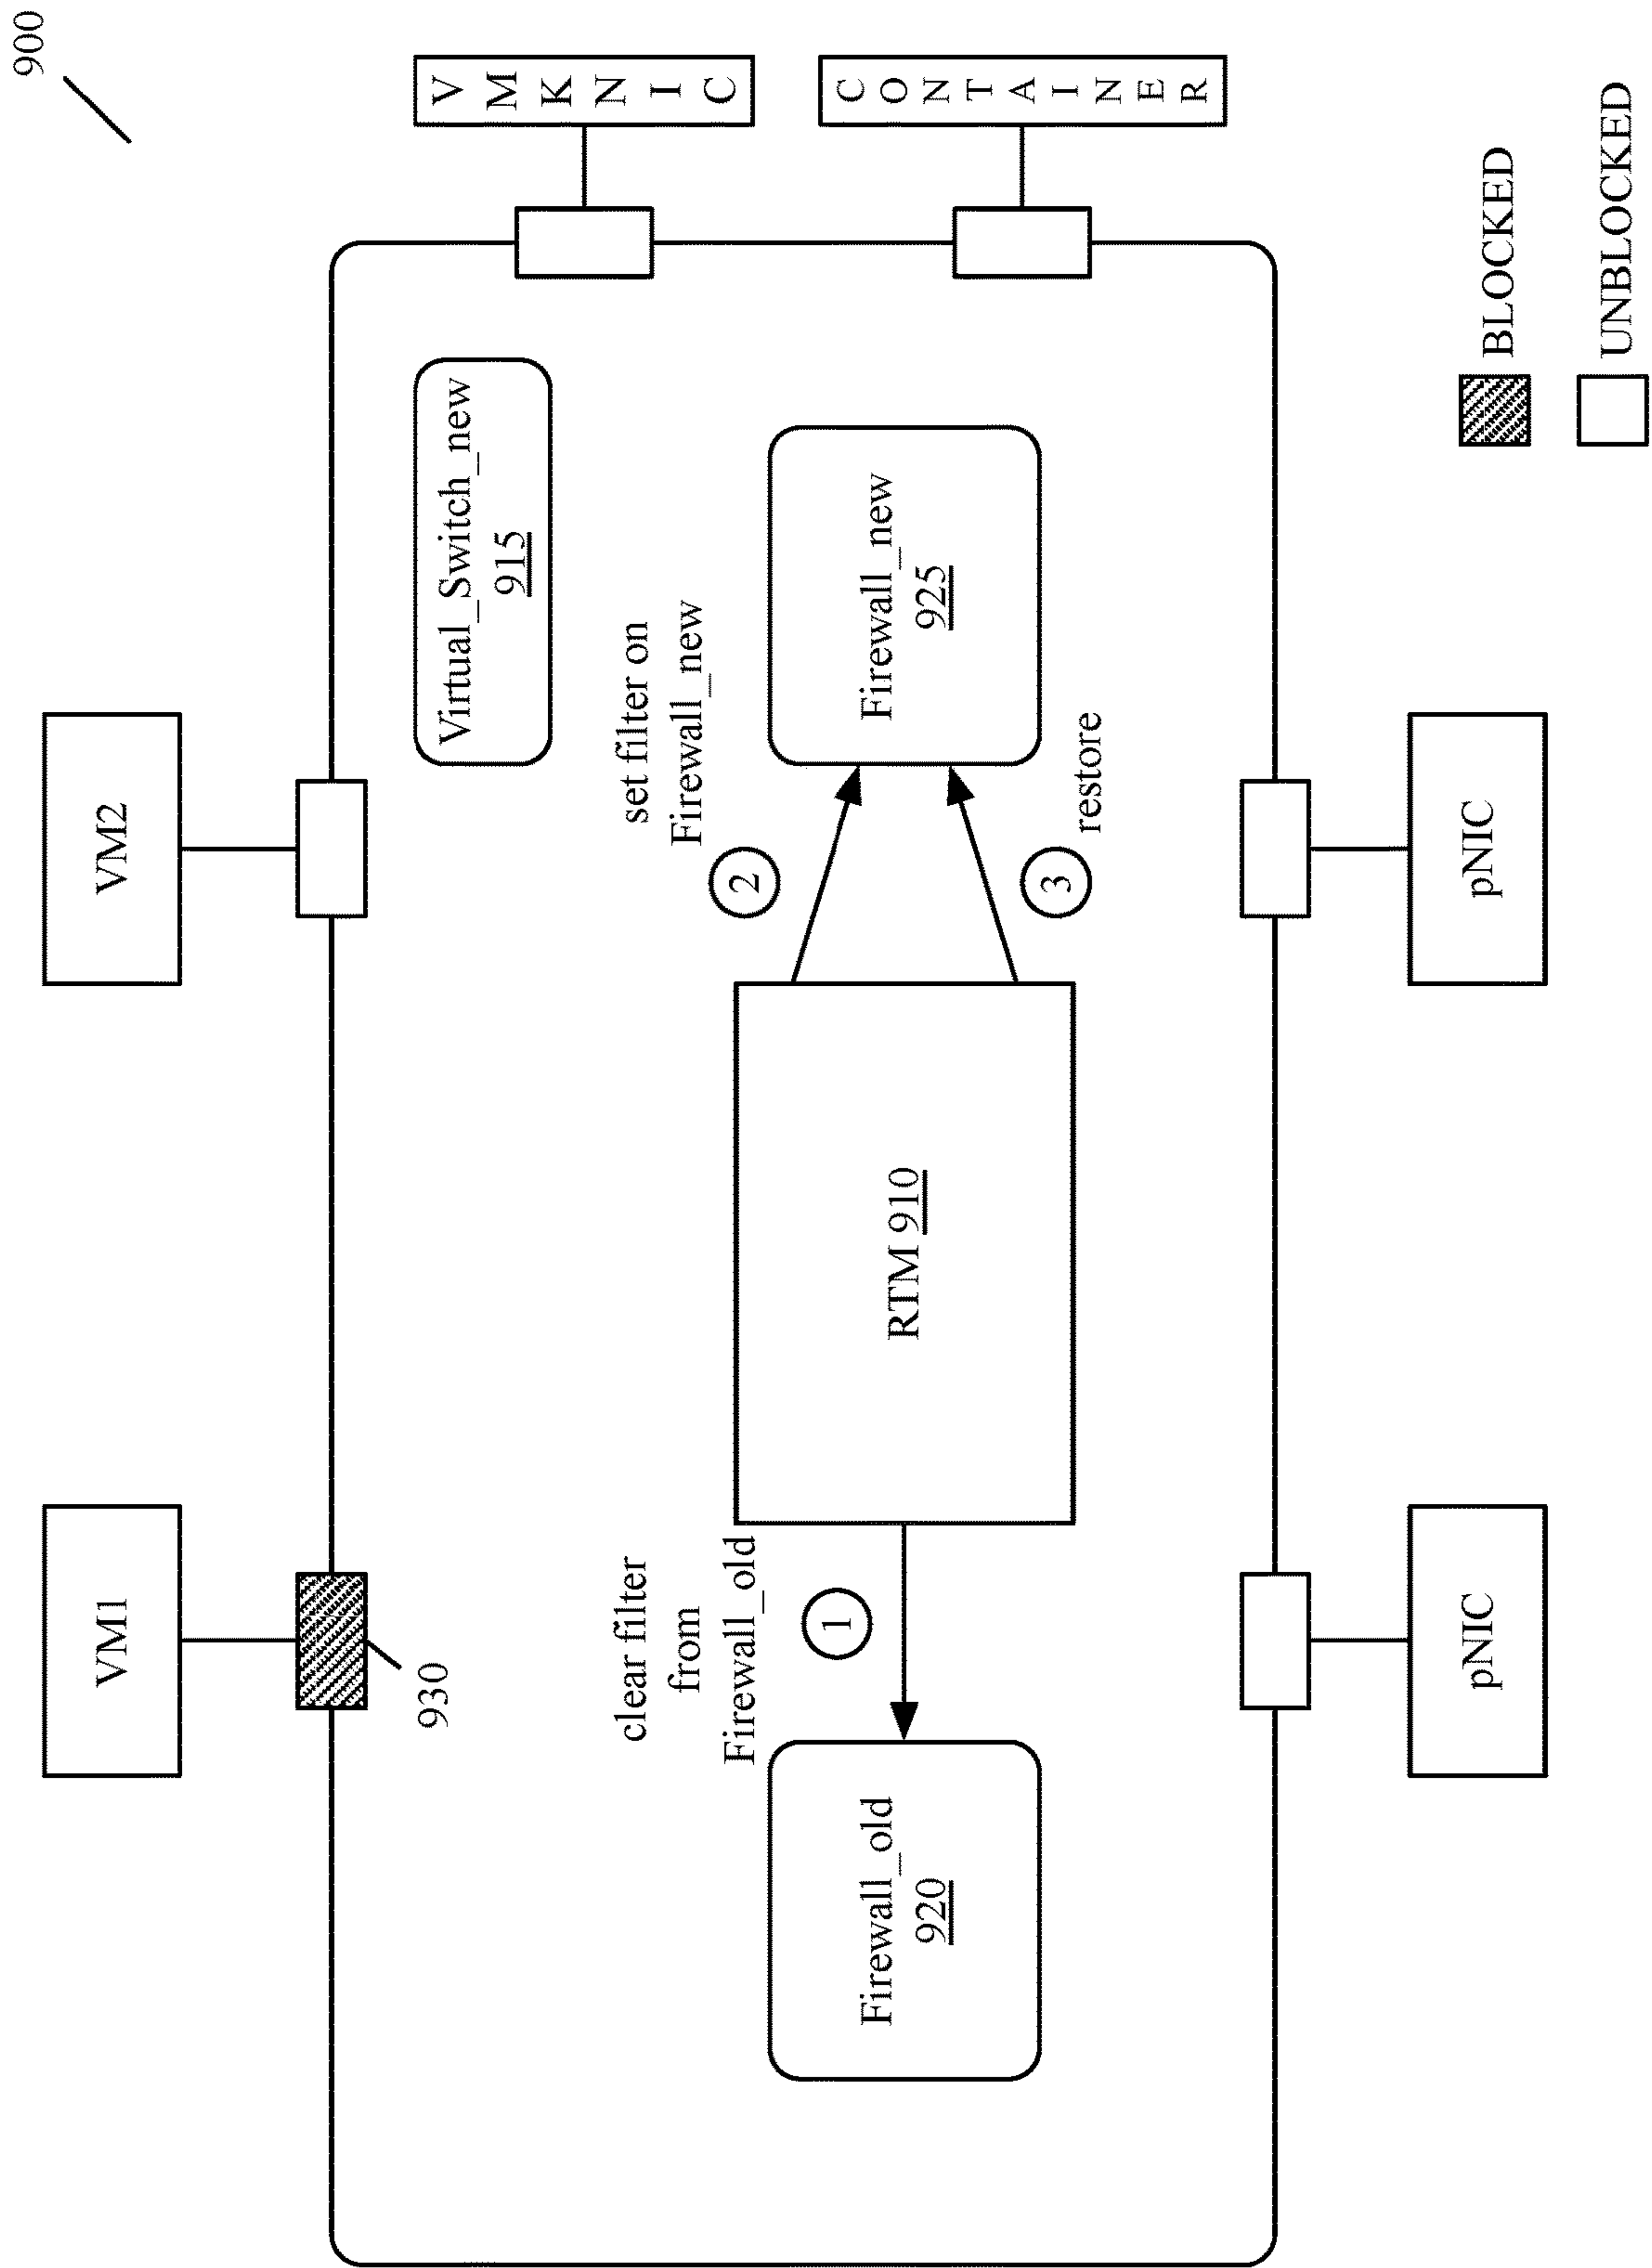 900
VM1
VM2
930
Virtual_Switch_new
915
VMKNIC
clear filter
from
Firewall_old
1
set filter on
Firewall_new
2
Firewall_old
920
RTM 910
Firewall_new
925
3
restore
CONTAINER
pNIC
pNIC
BLOCKED
UNBLOCKED